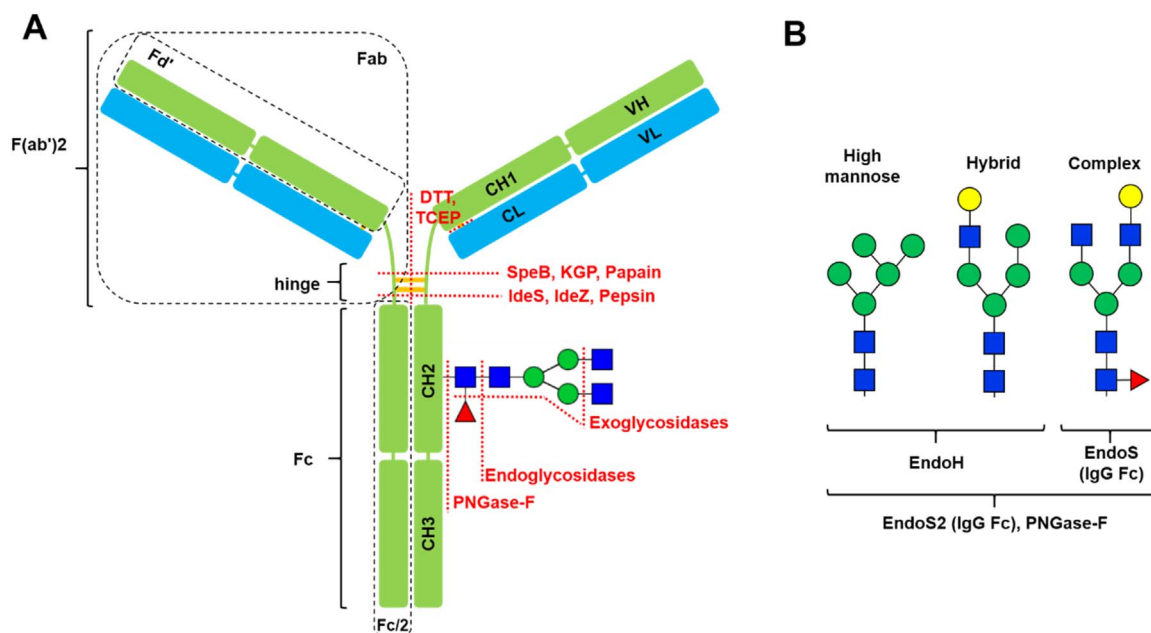 A
Fd'
Fab
F(ab')2
VH
VL
CH1
CL
DTT,
TCEP
hinge
SpeB, KGP, Papain
IdeS, IdeZ, Pepsin
CH2
Fc
Exoglycosidases
Endoglycosidases
PNGase-F
CH3
Fc/2
B
High
mannose
Hybrid
Complex
EndoH
EndoS
(IgG Fc)
EndoS2 (IgG Fc), PNGase-F